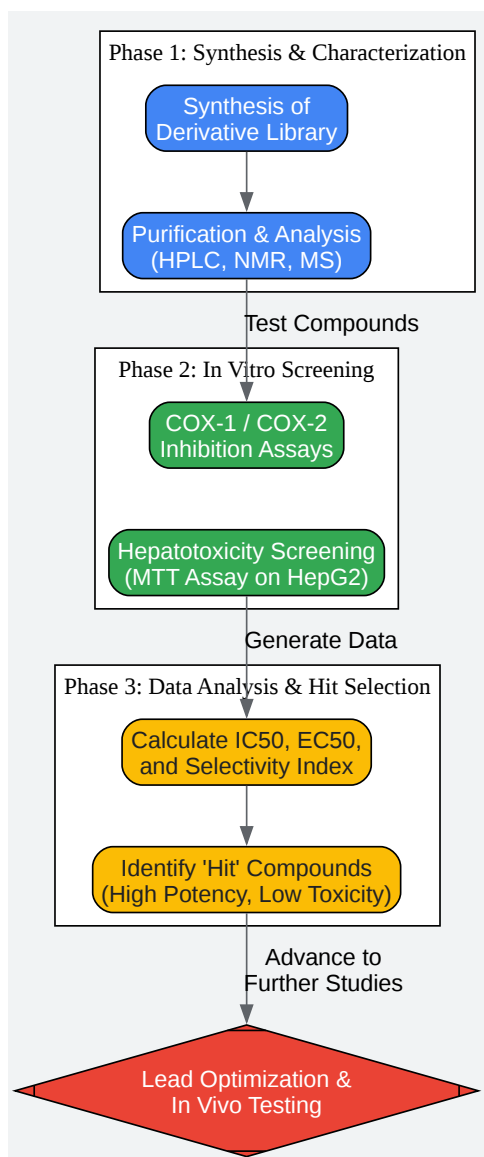 Phase 1: Synthesis & Characterization
Synthesis of
Derivative Library
Purification & Analysis
(HPLC, NMR, MS)
Test Compounds
Phase 2: In Vitro Screening
COX-1 / COX-2
Inhibition Assays
Hepatotoxicity Screening
(MTT Assay on HepG2)
Generate Data
Phase 3: Data Analysis & Hit Selection
Calculate IC50, EC50,
and Selectivity Index
Identify 'Hit' Compounds
(High Potency, Low Toxicity)
Advance to
Further Studies
Lead Optimization &
In Vivo Testing